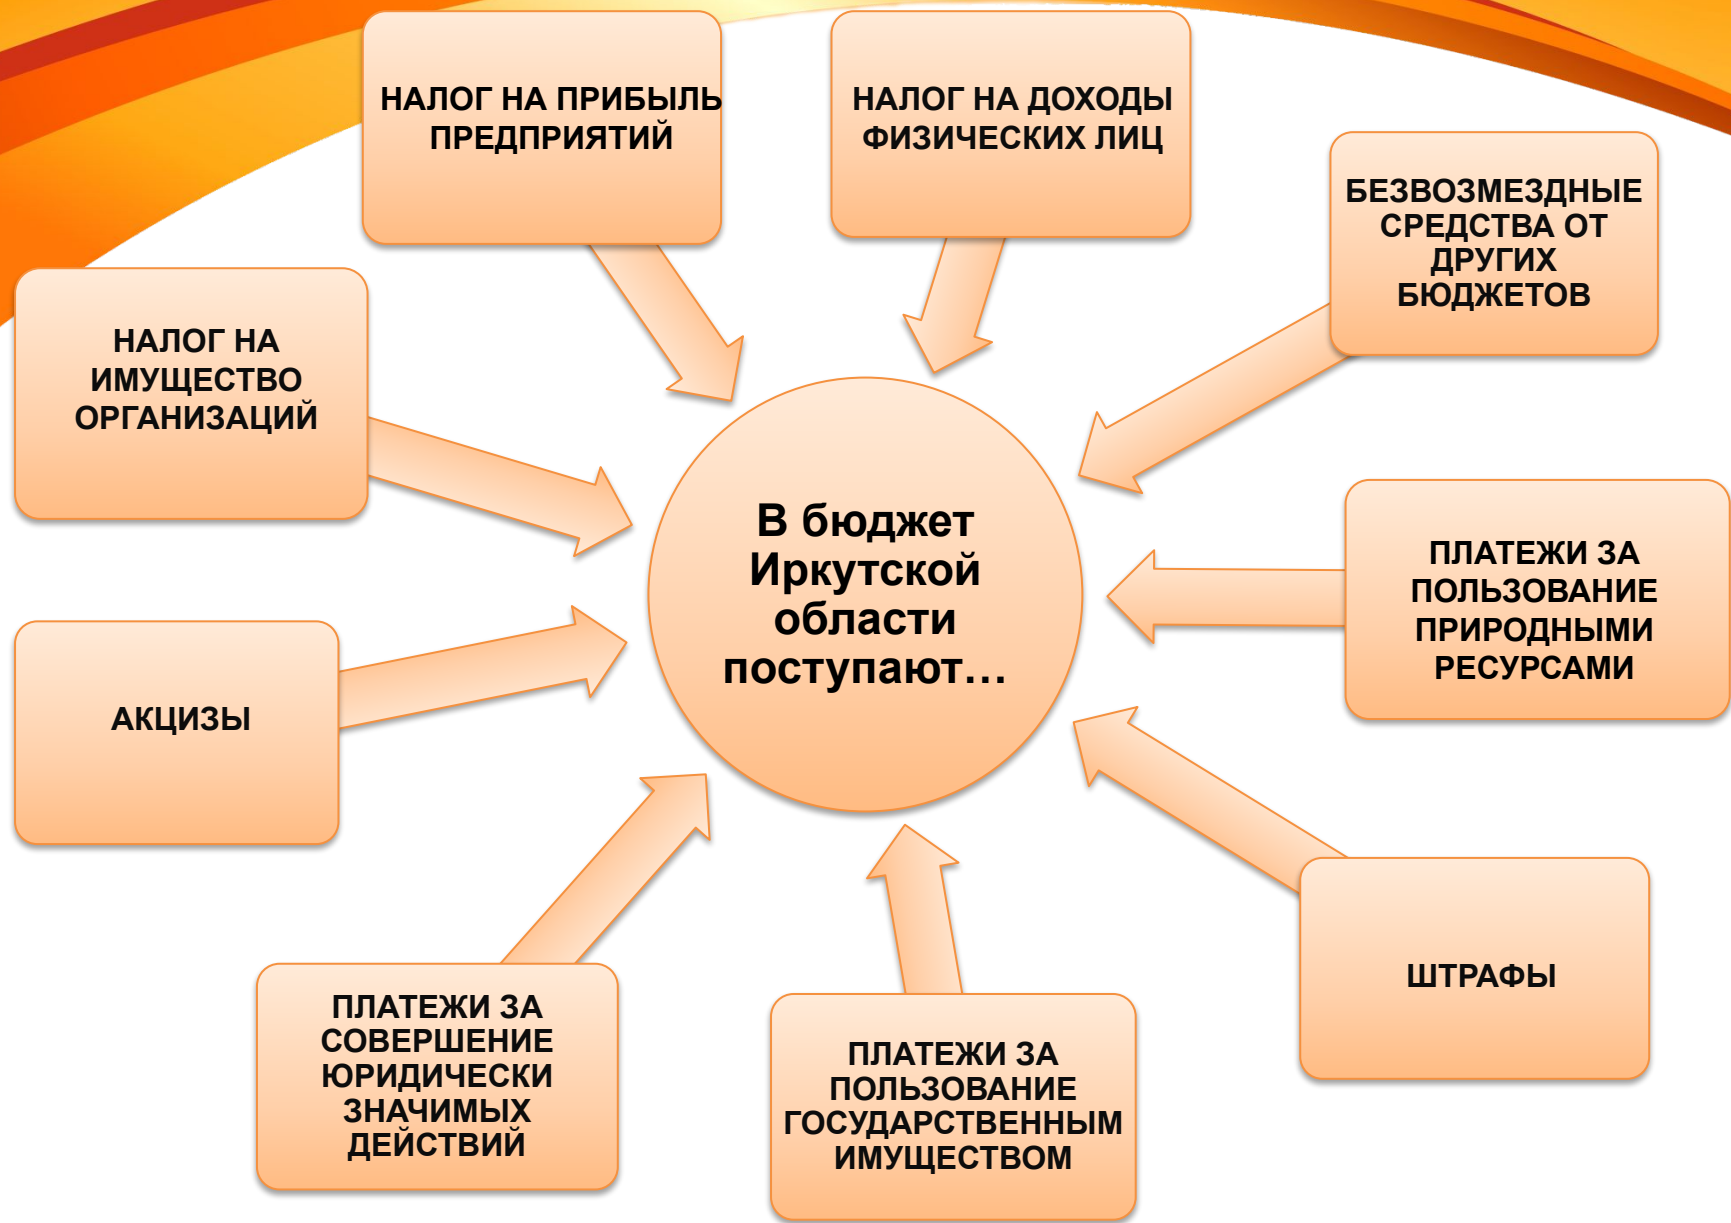 НАЛОГ НА ПРИБЫЛЬ
ПРЕДПРИЯТИЙ
НАЛОГ НА ДОХОДЫ
ФИЗИЧЕСКИХ ЛИЦ
БЕЗВОЗМЕЗДНЫЕ
СРЕДСТВА ОТ
ДРУГИХ
БЮДЖЕТОВ
НАЛОГ НА
ИМУЩЕСТВО
ОРГАНИЗАЦИЙ
В бюджет
Иркутской
области
поступают…
ПЛАТЕЖИ ЗА
ПОЛЬЗОВАНИЕ
ПРИРОДНЫМИ
РЕСУРСАМИ
АКЦИЗЫ
ШТРАФЫ
ПЛАТЕЖИ ЗА
СОВЕРШЕНИЕ
ЮРИДИЧЕСКИ
ЗНАЧИМЫХ
ДЕЙСТВИЙ
ПЛАТЕЖИ ЗА
ПОЛЬЗОВАНИЕ
ГОСУДАРСТВЕННЫМ
ИМУЩЕСТВОМ